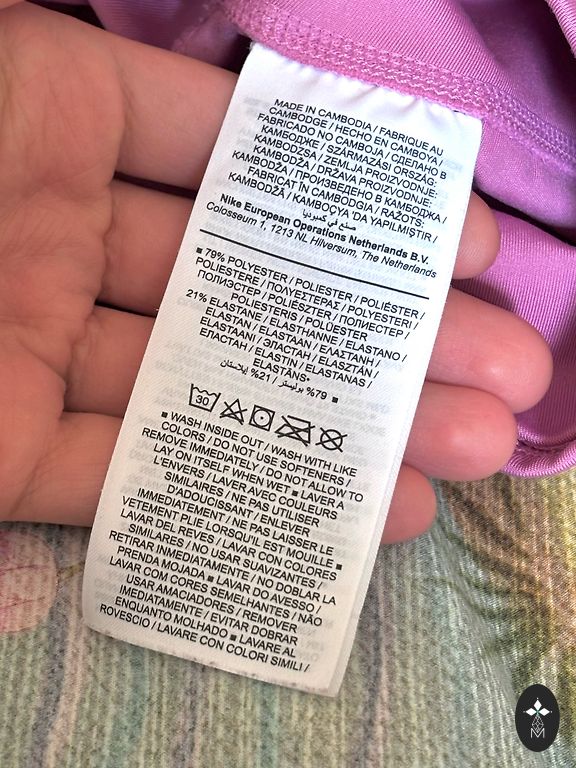 MADE IN CAMBODIA / FABRIQUE AU
CAMBODGE / HECHO EN CAMBOYA /
FABRICADO NO CAMBOJA / СДЕЛАНО В
КАМБОДЖЕ / SZÁRMAZÁSI ORSZÁG:
KAMBODZSA / ZEMLJA PROIZVODNJE:
KAMBODŽA / DRŽAVA PROIZVODNJE:
KAMBODŽA / ПРОИЗВЕДЕНО В КАМБОДЖА /
FABRICAT ÎN CAMBODGIA / RAŽOTS:
KAMBODŽĀ / KAMBOÇYA 'DA YAPILMIŞTIR /
صنع في كمبوديا
Nike European Operations Netherlands B.V.
Colosseum 1, 1213 NL Hilversum, The Netherlands
■ 79% POLYESTER / POLIESTER / POLIÉSTER /
POLIESTERE / ΠΟΛΥΕΣΤΕΡΑΣ / POLYESTERI /
ПОЛИЭСТЕР / POLIÉSZTER / ПОЛИЕСТЕР /
POLIESTERIS / POLÜESTER
21% ELASTANE / ELASTHANNE / ELASTANO /
ELASTAN / ELASTAAN / ΕΛΑΣΤΑΝΗ /
ELASTAANI / ЭЛАСТАН / ELASZTÁN /
ЕЛАСТАН / ELASTIN / ELASTANAS /
ELASTĀNS*
79% بوليستر / 21% إيلاستان ■
30
■ WASH INSIDE OUT / WASH WITH LIKE
COLORS / DO NOT USE SOFTENERS /
REMOVE IMMEDIATELY / DO NOT ALLOW TO
LAY ON ITSELF WHEN WET ■ LAVER A
L'ENVERS / LAVER AVEC COULEURS
SIMILAIRES / NE PAS UTILISER
D'ADOUCISSANT / ENLEVER
IMMEDIATEMENT / NE PAS LAISSER LE
VETEMENT PLIE LORSQU'IL EST MOUILLE ■
LAVAR DEL REVES / LAVAR CON COLORES
SIMILARES / NO USAR SUAVIZANTES /
RETIRAR INMEDIATAMENTE / NO DOBLAR LA
PRENDA MOJADA ■ LAVAR DO AVESSO /
LAVAR COM CORES SEMELHANTES / NÃO
USAR AMACIADORES / REMOVER
IMEDIATAMENTE / EVITAR DOBRAR
ENQUANTO MOLHADO ■ LAVARE AL
ROVESCIO / LAVARE CON COLORI SIMILI /